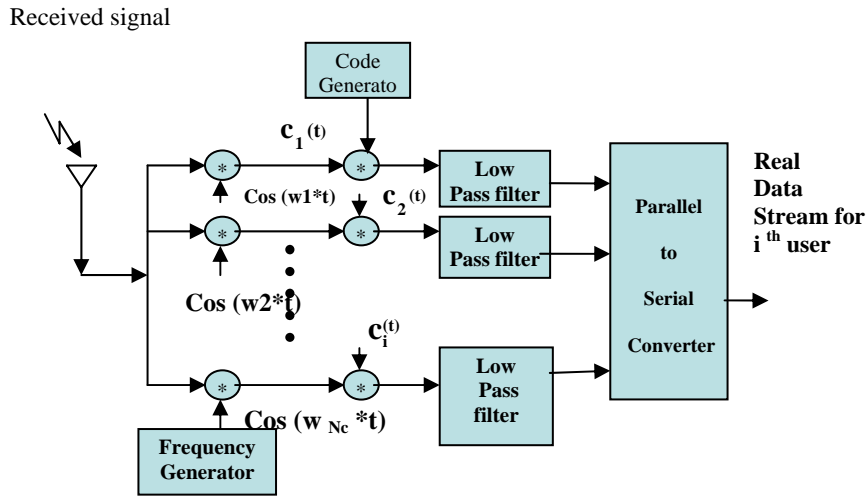 Received signal
Code
Generato
c1(t)
*
*
Cos (w1*t)
c2(t)
Low
Pass filter
*
*
Low
Pass filter
Cos (w2*t)
ci(t)
*
*
Low
Pass
filter
Cos (w Nc *t)
Frequency
Generator
Parallel
to
Serial
Converter
Real
Data
Stream for
i th user